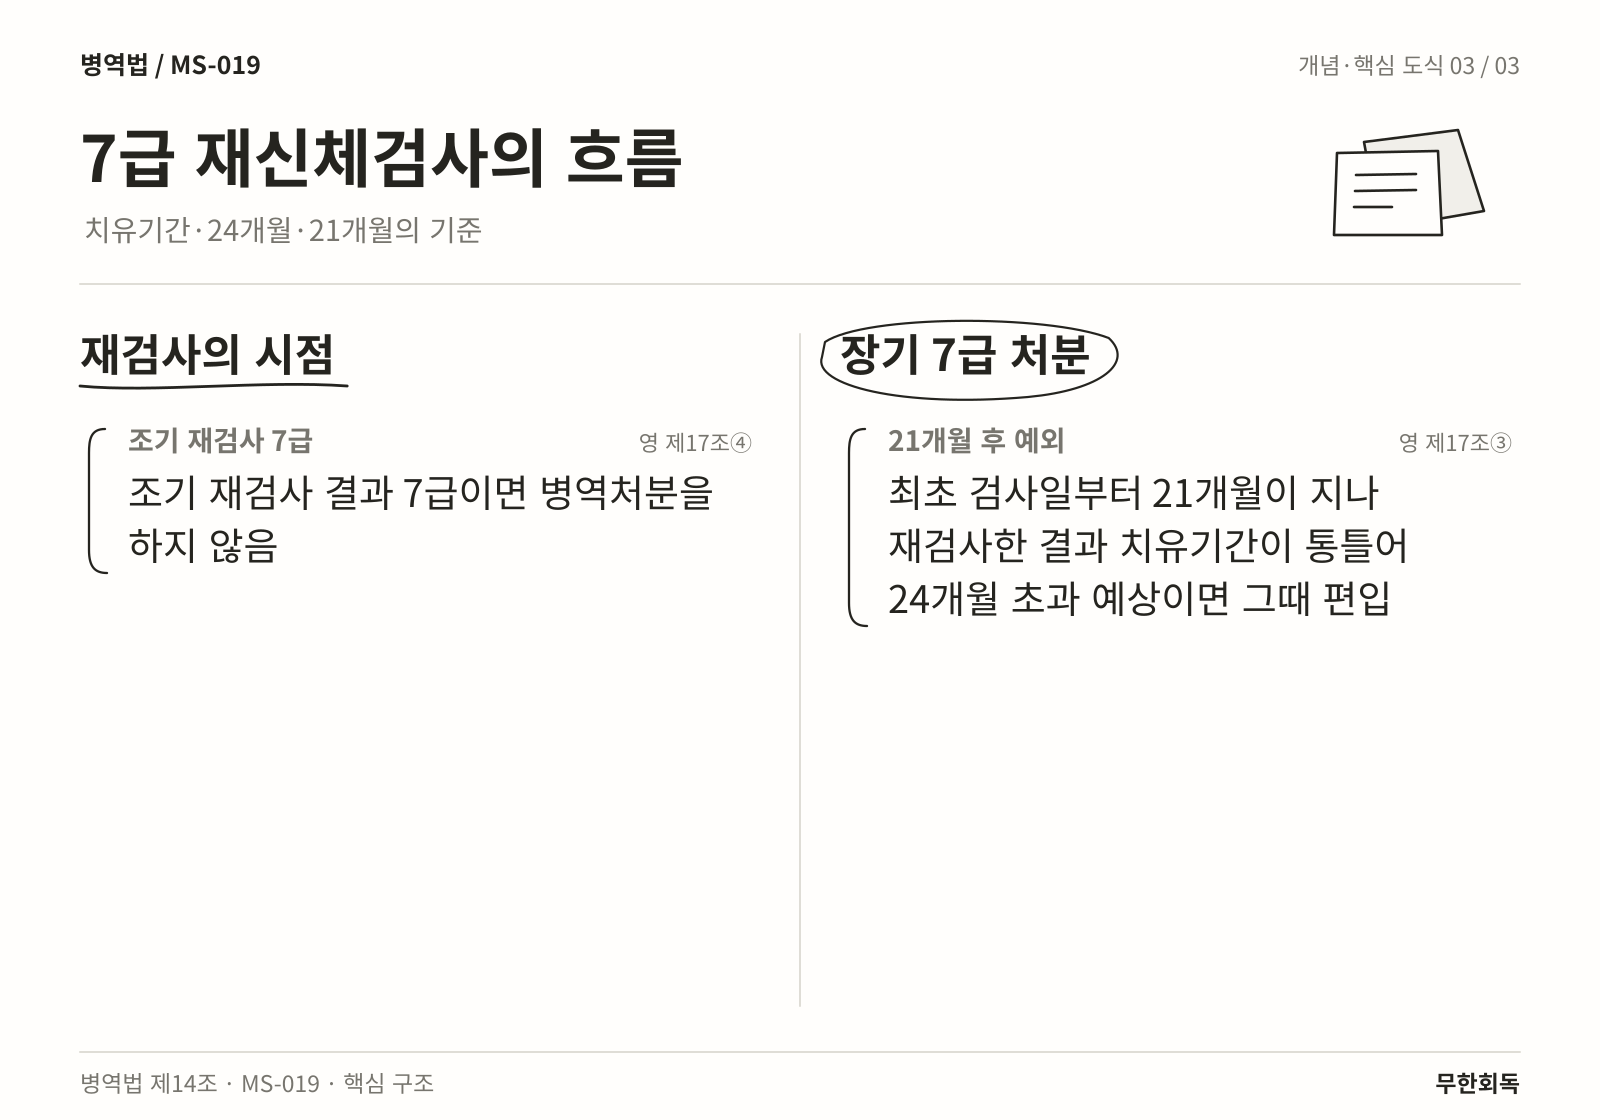 병역법 / MS-019
개념·핵심 도식 03 / 03
7급 재신체검사의 흐름
치유기간·24개월·21개월의 기준
재검사의 시점
조기 재검사 7급
영 제17조④
조기 재검사 결과 7급이면 병역처분을
하지 않음
장기 7급 처분
21개월 후 예외
영 제17조③
최초 검사일부터 21개월이 지나
재검사한 결과 치유기간이 통틀어
24개월 초과 예상이면 그때 편입
병역법 제14조 · MS-019 · 핵심 구조
무한회독